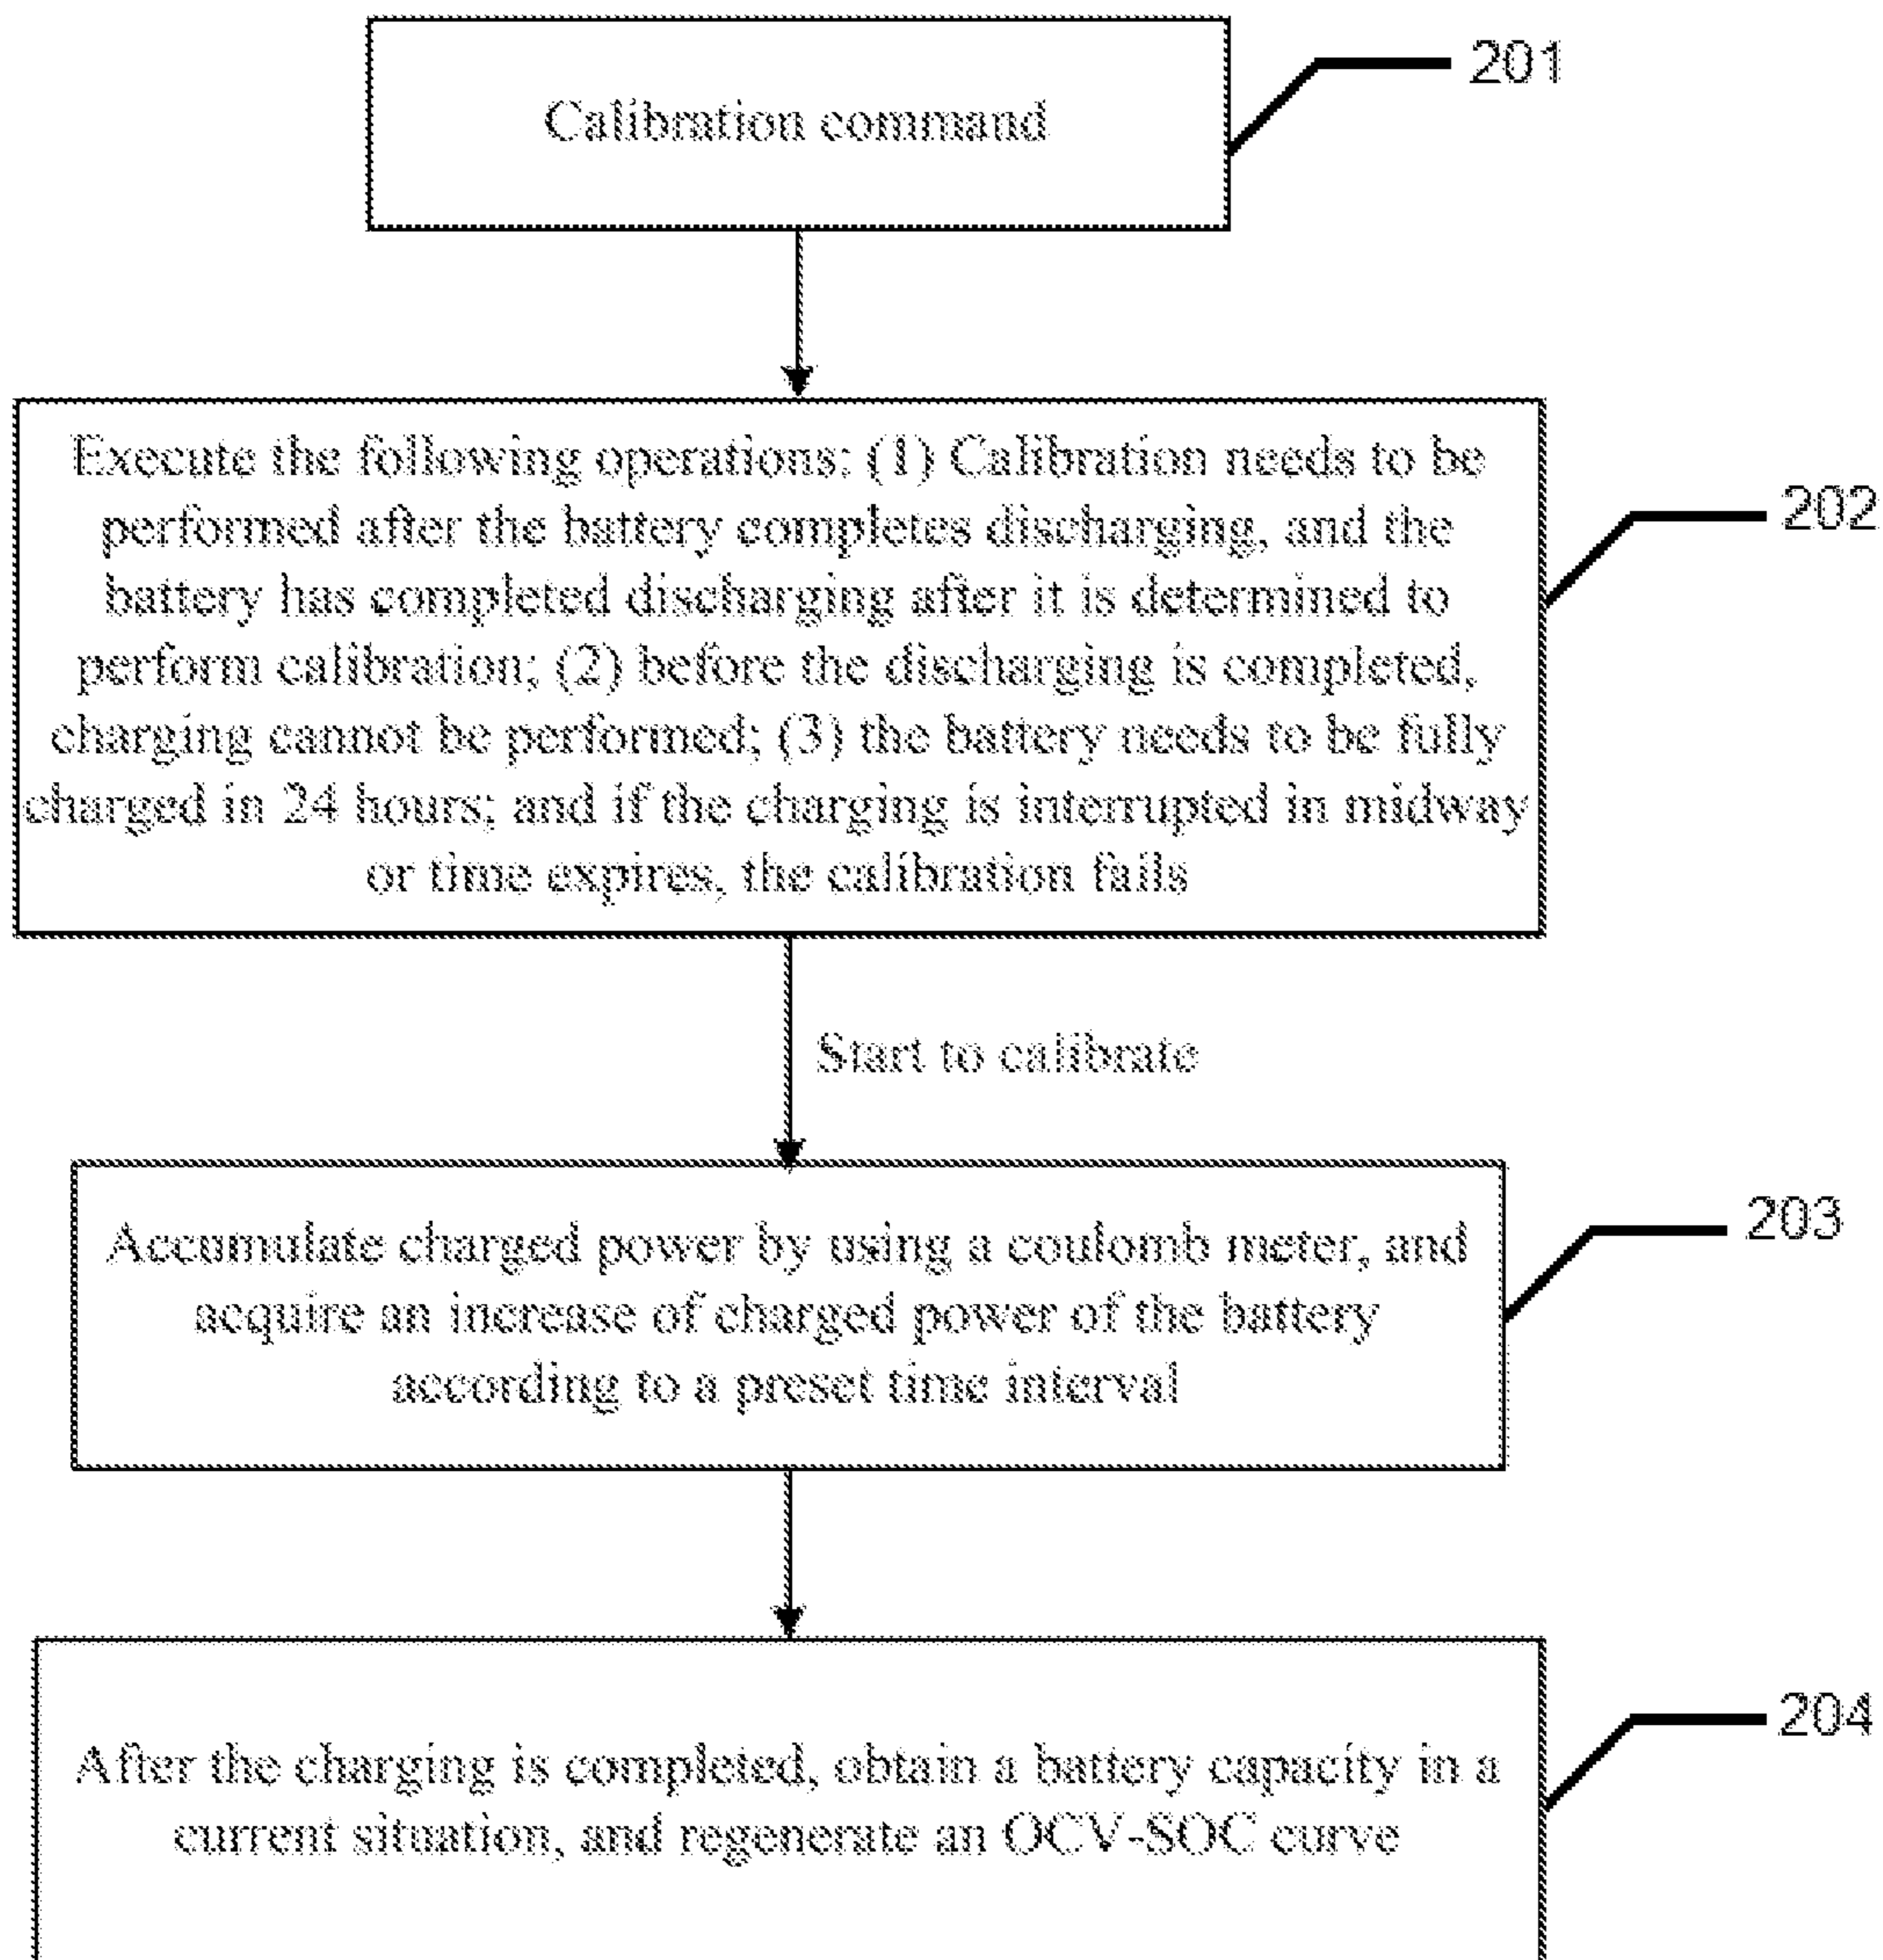 Calibration command
201
Execute the following operations: (1) Calibration needs to be
performed after the battery completes discharging, and the
battery has completed discharging after it is determined to
perform calibration; (2) before the discharging is completed,
charging cannot be performed; (3) the battery needs to be fully
charged in 24 hours; and if the charging is interrupted in midway
or time expires, the calibration fails
202
Start to calibrate
Accumulate charged power by using a coulomb meter, and
acquire an increase of charged power of the battery
according to a preset time interval
203
After the charging is completed, obtain a battery capacity in a
current situation, and regenerate an OCV-SOC curve
204